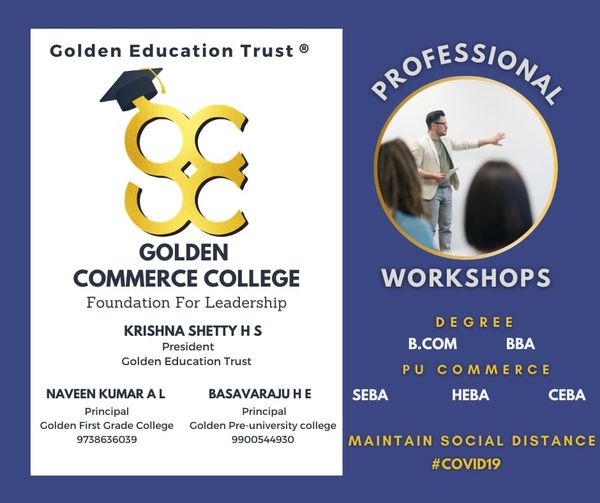 Golden Education Trust ®
GOLDEN
COMMERCE COLLEGE
Foundation For Leadership
KRISHNA SHETTY H S
President
Golden Education Trust
NAVEEN KUMAR A L
Principal
Golden First Grade College
9738636039
BASAVARAJU H E
Principal
Golden Pre-university college
9900544930
PROFESSIONAL
WORKSHOPS
DEGREE
B.COM BBA
PU COMMERCE
SEBA HEBA CEBA
MAINTAIN SOCIAL DISTANCE
#COVID19